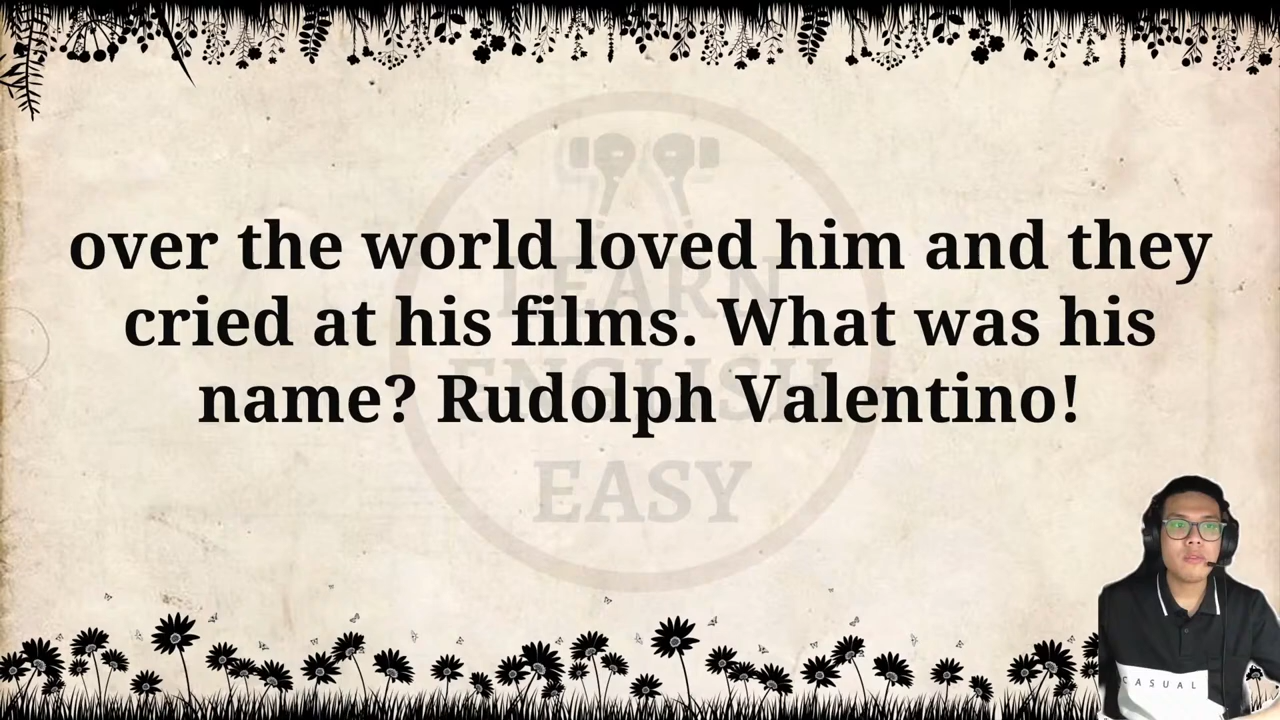 over the world loved him and they
cried at his films. What was his
name? Rudolph Valentino!
LEARN
ENGLISH
EASY
CASUAL